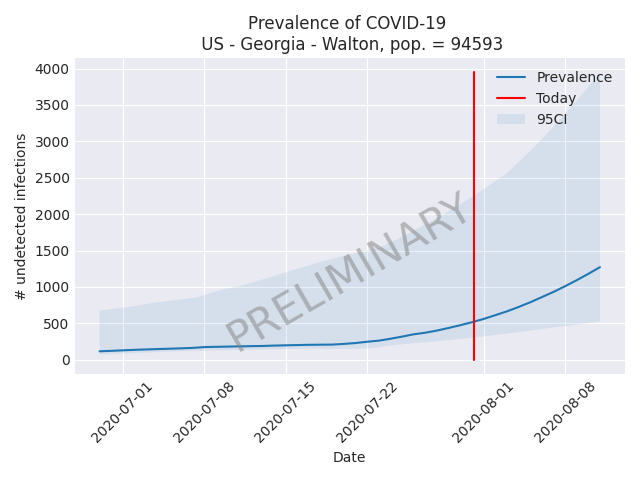 Prevalence of COVID-19
US - Georgia - Walton, pop. = 94593
Prevalence
Today
95CI
4000
3500
3000
2500
2000
1500
1000
500
0
# undetected infections
PRELIMINARY
2020-07-01
2020-07-08
2020-07-15
2020-07-22
2020-08-01
2020-08-08
Date